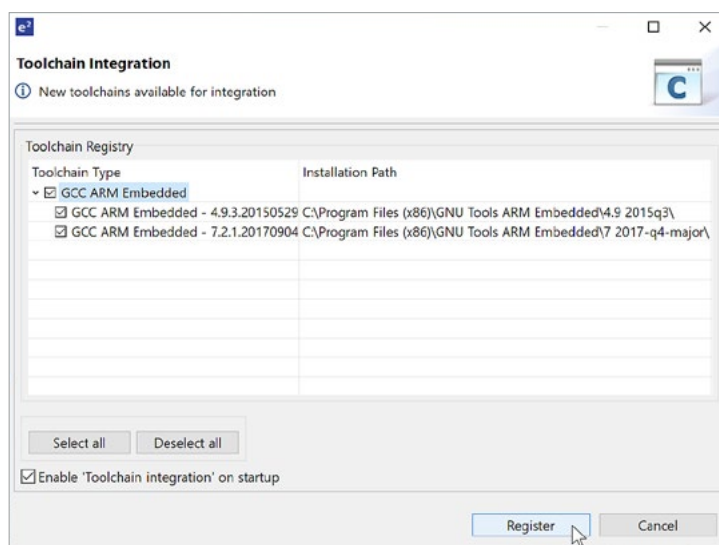 e²
Toolchain Integration
New toolchains available for integration
C
Toolchain Registry
Toolchain Type Installation Path
GCC ARM Embedded
GCC ARM Embedded - 4.9.3.20150529 C:\Program Files (x86)\GNU Tools ARM Embedded\4.9 2015q3\
GCC ARM Embedded - 7.2.1.20170904 C:\Program Files (x86)\GNU Tools ARM Embedded\7 2017-q4-major\
Select all Deselect all
Enable 'Toolchain integration' on startup
Register Cancel